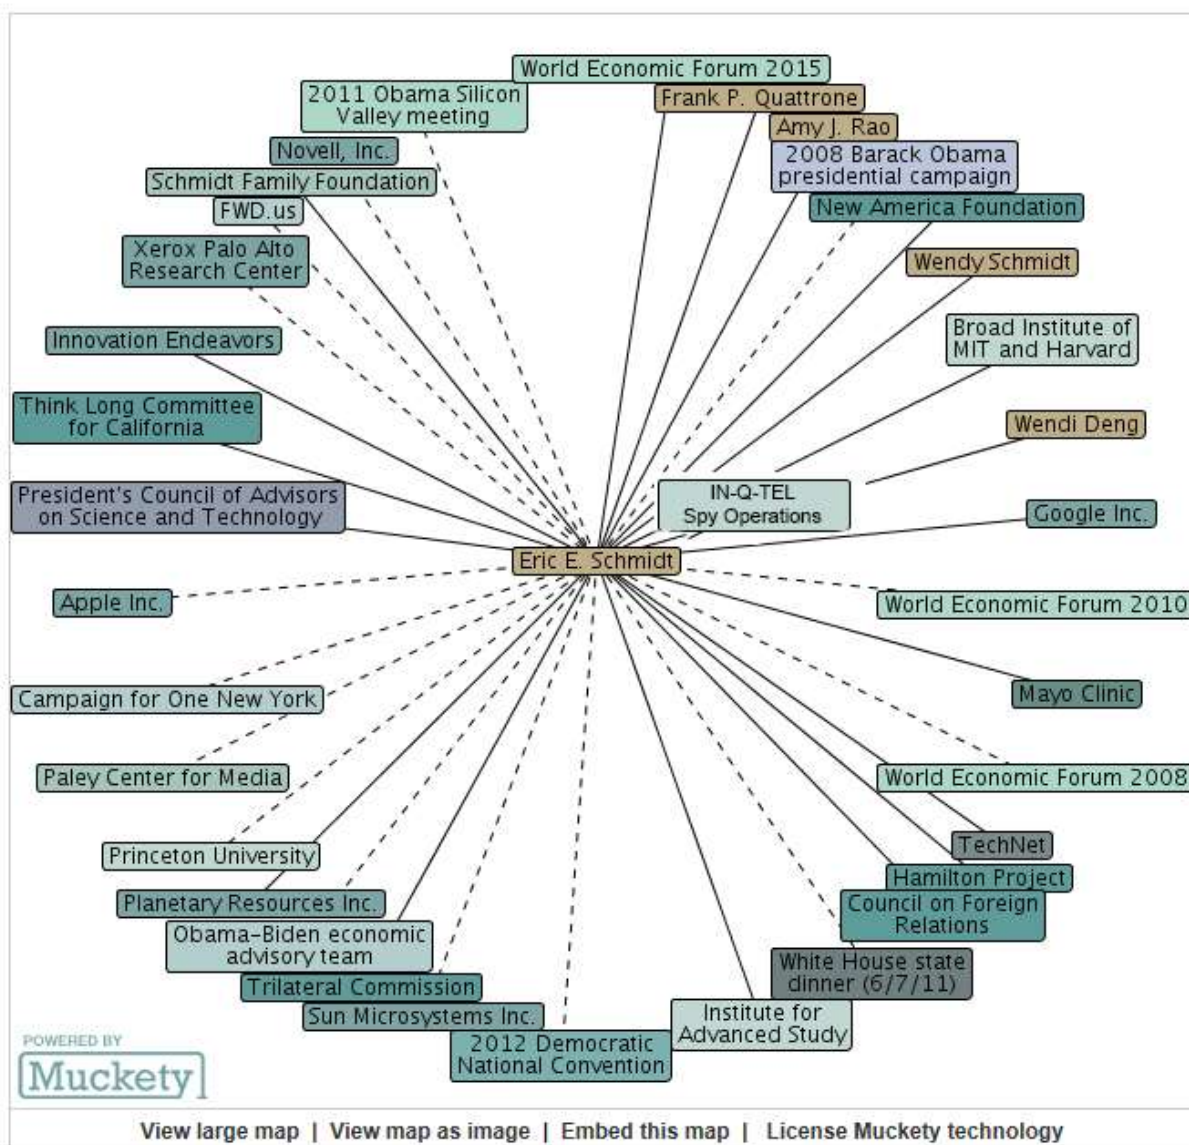 World Economic Forum 2015
2011 Obama Silicon
Valley meeting
Frank P. Quattrone
Amy J. Rao
Novell, Inc.
2008 Barack Obama
presidential campaign
Schmidt Family Foundation
FWD.us
New America Foundation
Xerox Palo Alto
Research Center
Wendy Schmidt
Innovation Endeavors
Broad Institute of
MIT and Harvard
Think Long Committee
for California
Wendi Deng
President's Council of Advisors
on Science and Technology
IN-Q-TEL
Spy Operations
Google Inc.
Eric E. Schmidt
Apple Inc.
World Economic Forum 2010
Campaign for One New York
Mayo Clinic
Paley Center for Media
World Economic Forum 2008
Princeton University
TechNet
Planetary Resources Inc.
Hamilton Project
Obama-Biden economic
advisory team
Council on Foreign
Relations
Trilateral Commission
White House state
dinner (6/7/11)
Sun Microsystems Inc.
Institute for
Advanced Study
2012 Democratic
National Convention
POWERED BY
Muckety
View large map | View map as image | Embed this map | License Muckety technology